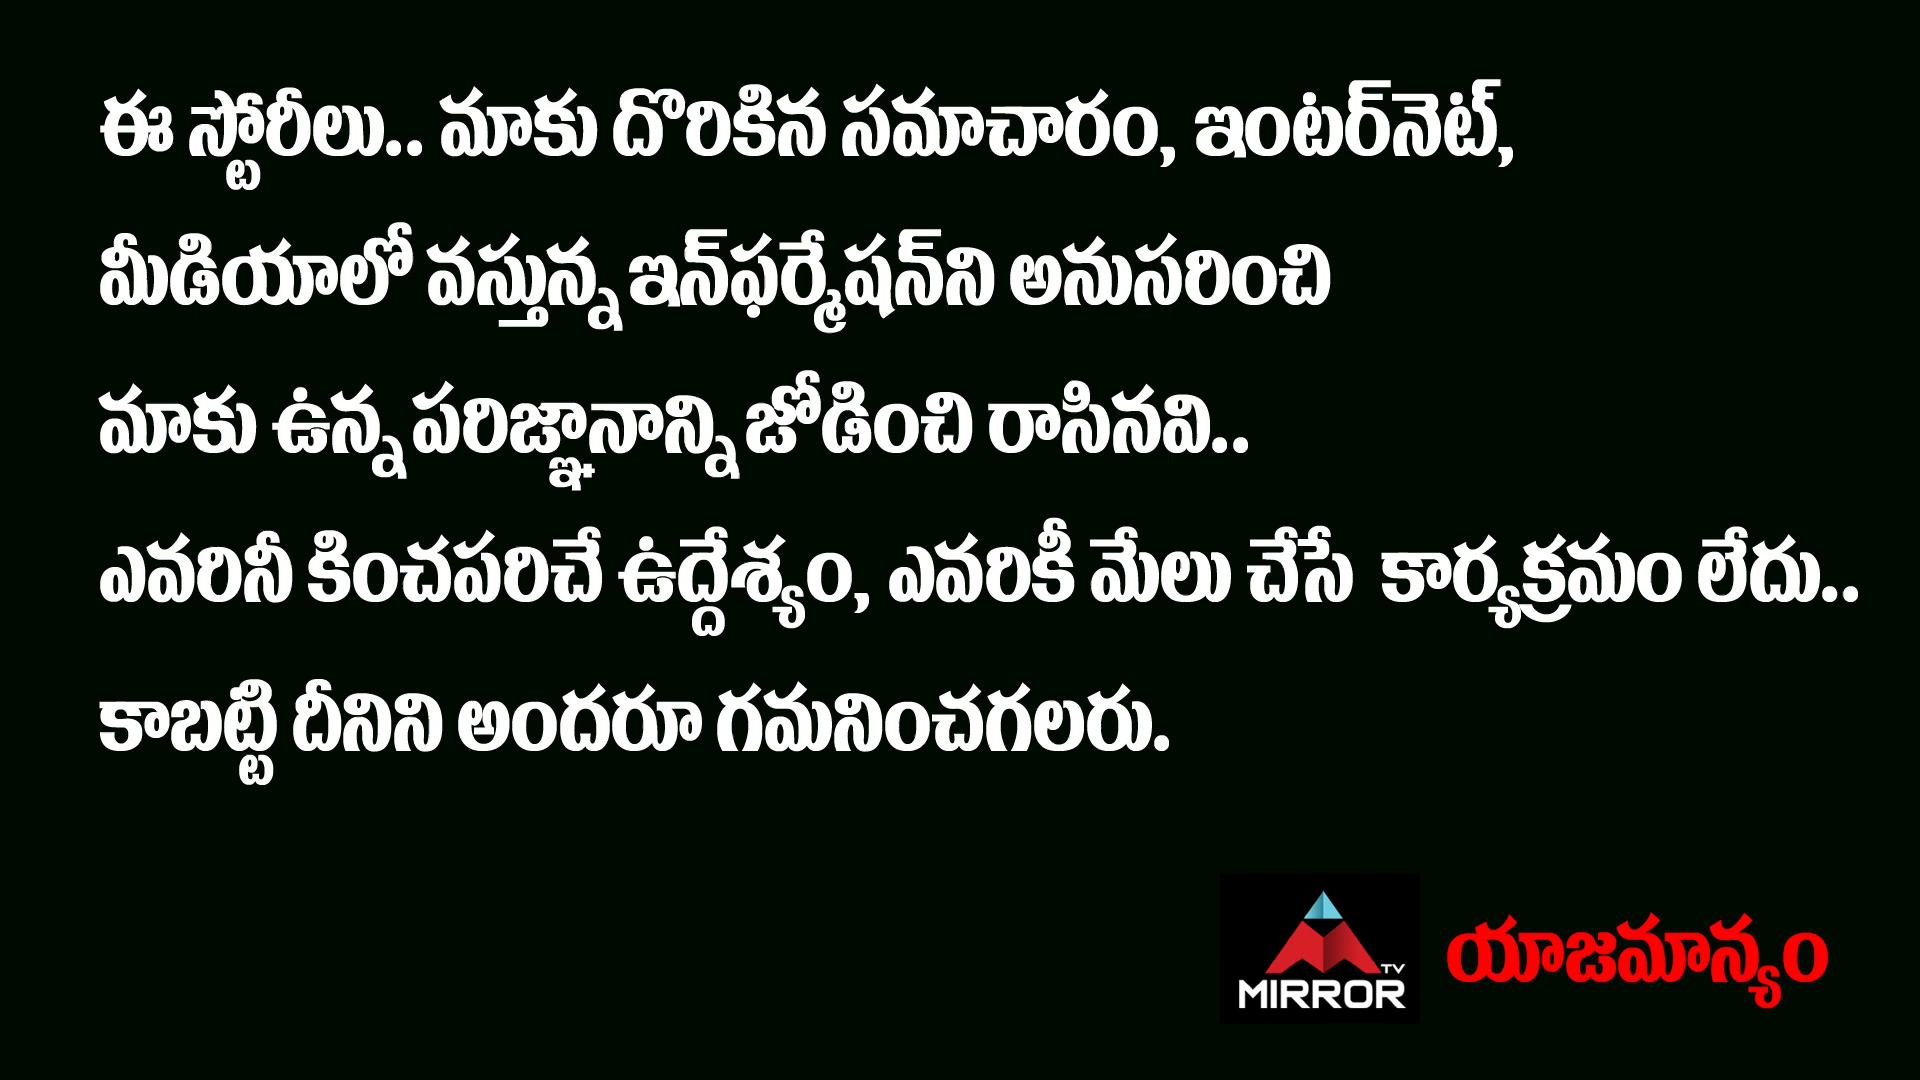 ఈ స్టోరీలు.. మాకు దొరికిన సమాచారం, ఇంటర్‌నెట్,
మీడియాలో వస్తున్న ఇన్‌ఫర్మేషన్‌ని అనుసరించి
మాకు ఉన్న పరిజ్ఞానాన్ని జోడించి రాసినవి..
ఎవరినీ కించపరిచే ఉద్దేశ్యం, ఎవరికీ మేలు చేసే కార్యక్రమం లేదు..
కాబట్టి దీనిని అందరూ గమనించగలరు.
TV
MIRROR
యాజమాన్యం